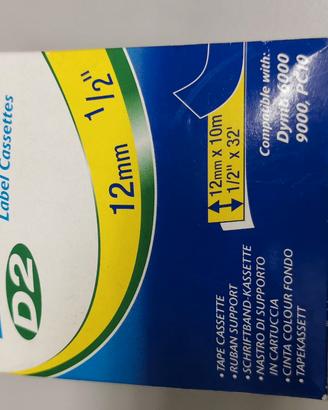 Label Cassettes
D2
12mm 1/2"
12mm x 10m
1/2" x 32'
Compatible with:
Dymo 6000
9000, PC10
• TAPE CASSETTE
• RUBAN SUPPORT
• SCHRIFTBAND-KASSETTE
• NASTRO DI SUPPORTO
IN CARTUCCIA
• CINTA COLOUR FONDO
• TAPEKASSETT